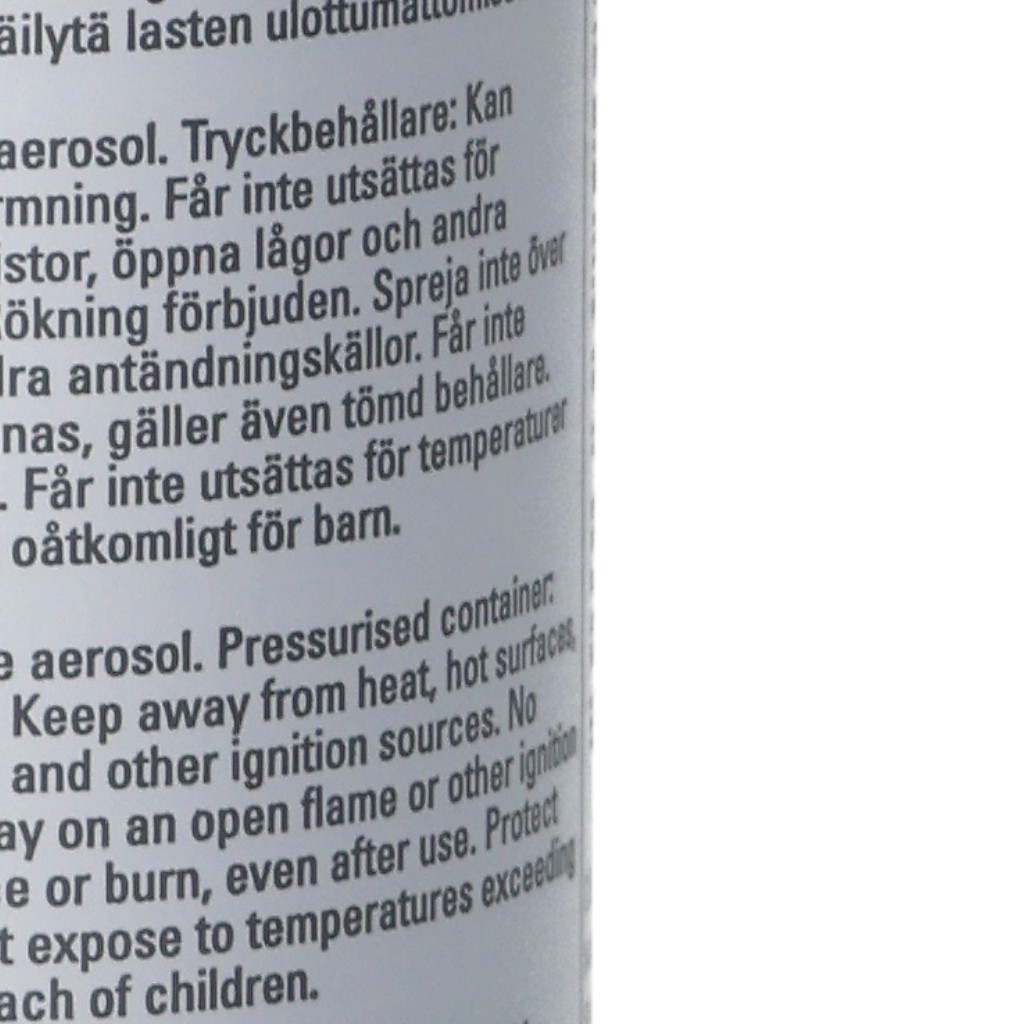 äilytä lasten ulottumattomissa
aerosol. Tryckbehållare: Kan
rmning. Får inte utsättas för
istor, öppna lågor och andra
ökning förbjuden. Spreja inte över
dra antändningskällor. Får inte
nas, gäller även tömd behållare.
. Får inte utsättas för temperaturer
oåtkomligt för barn.
e aerosol. Pressurised container:
Keep away from heat, hot surfaces,
and other ignition sources. No
ay on an open flame or other ignition
ce or burn, even after use. Protect
t expose to temperatures exceeding
ach of children.